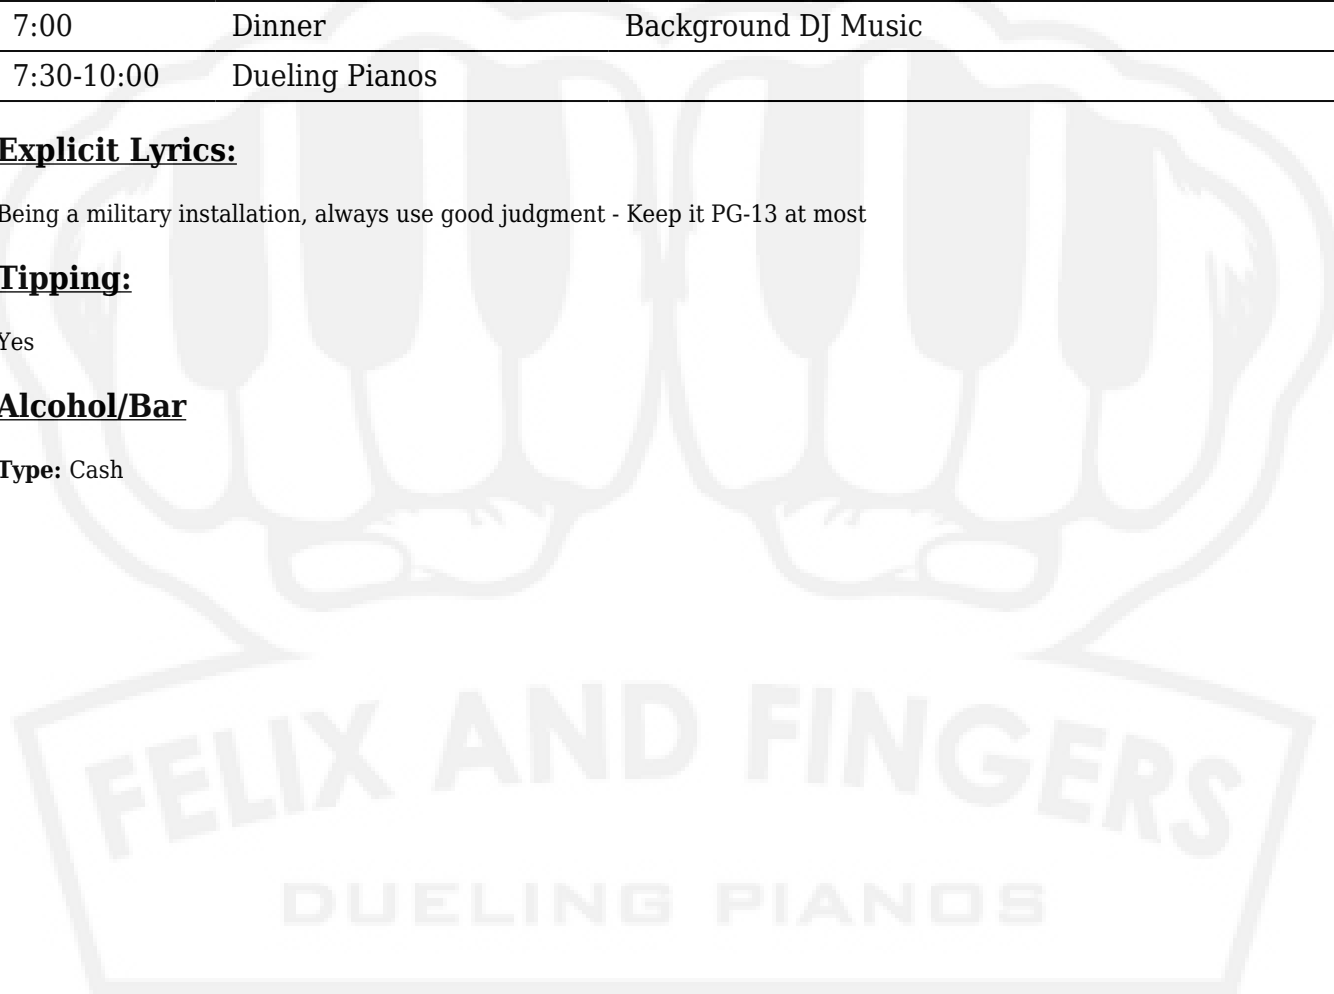 7:00 Dinner Background DJ Music
7:30-10:00 Dueling Pianos
Explicit Lyrics:
Being a military installation, always use good judgment - Keep it PG-13 at most
Tipping:
Yes
Alcohol/Bar
Type: Cash
FELIX AND FINGERS
DUELING PIANOS